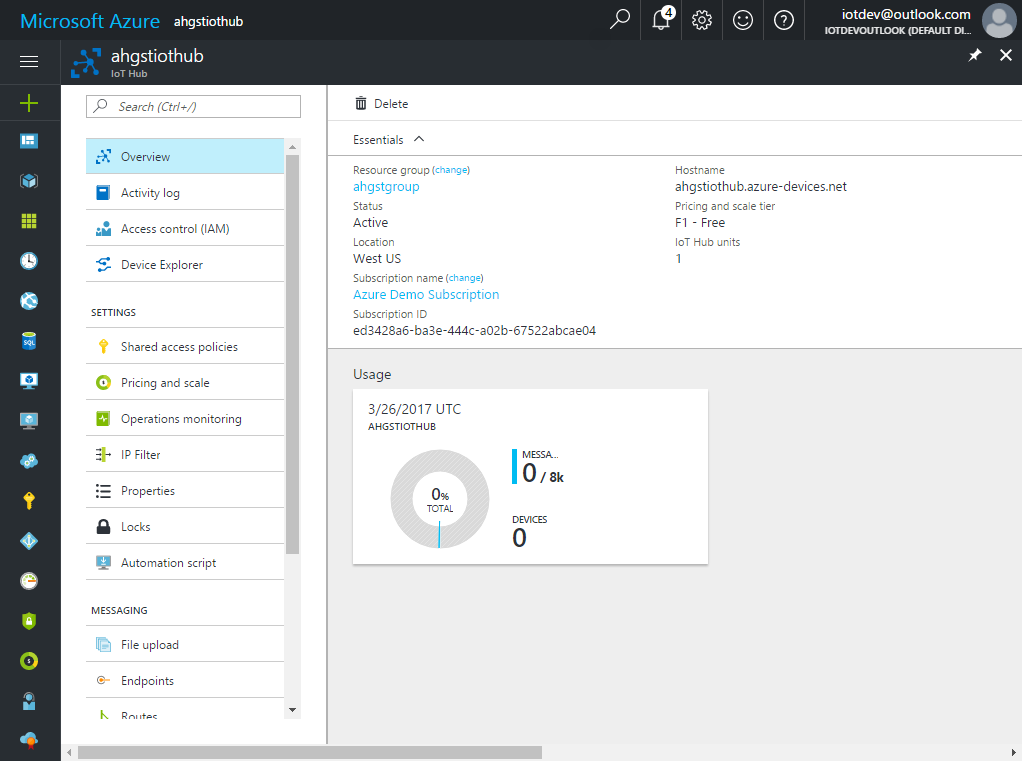 Microsoft Azure ahgstiothub
4
iotdev@outlook.com
IOTDEVOUTLOOK (DEFAULT DI...
ahgstiothub
IoT Hub
Search (Ctrl+/)
Overview
Activity log
Access control (IAM)
Device Explorer
SETTINGS
Shared access policies
Pricing and scale
Operations monitoring
IP Filter
Properties
Locks
Automation script
MESSAGING
File upload
Endpoints
Routes
Delete
Essentials
Resource group (change)
ahgstgroup
Status
Active
Location
West US
Subscription name (change)
Azure Demo Subscription
Subscription ID
ed3428a6-ba3e-444c-a02b-67522abcae04
Hostname
ahgstiothub.azure-devices.net
Pricing and scale tier
F1 - Free
IoT Hub units
1
Usage
3/26/2017 UTC
AHGSTIOTHUB
0%
TOTAL
MESSA...
0 / 8k
DEVICES
0
SQL